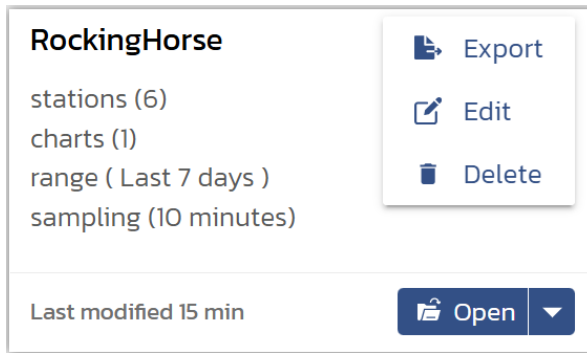 RockingHorse
stations (6)
charts (1)
range ( Last 7 days )
sampling (10 minutes)
Export
Edit
Delete
Last modified 15 min
Open